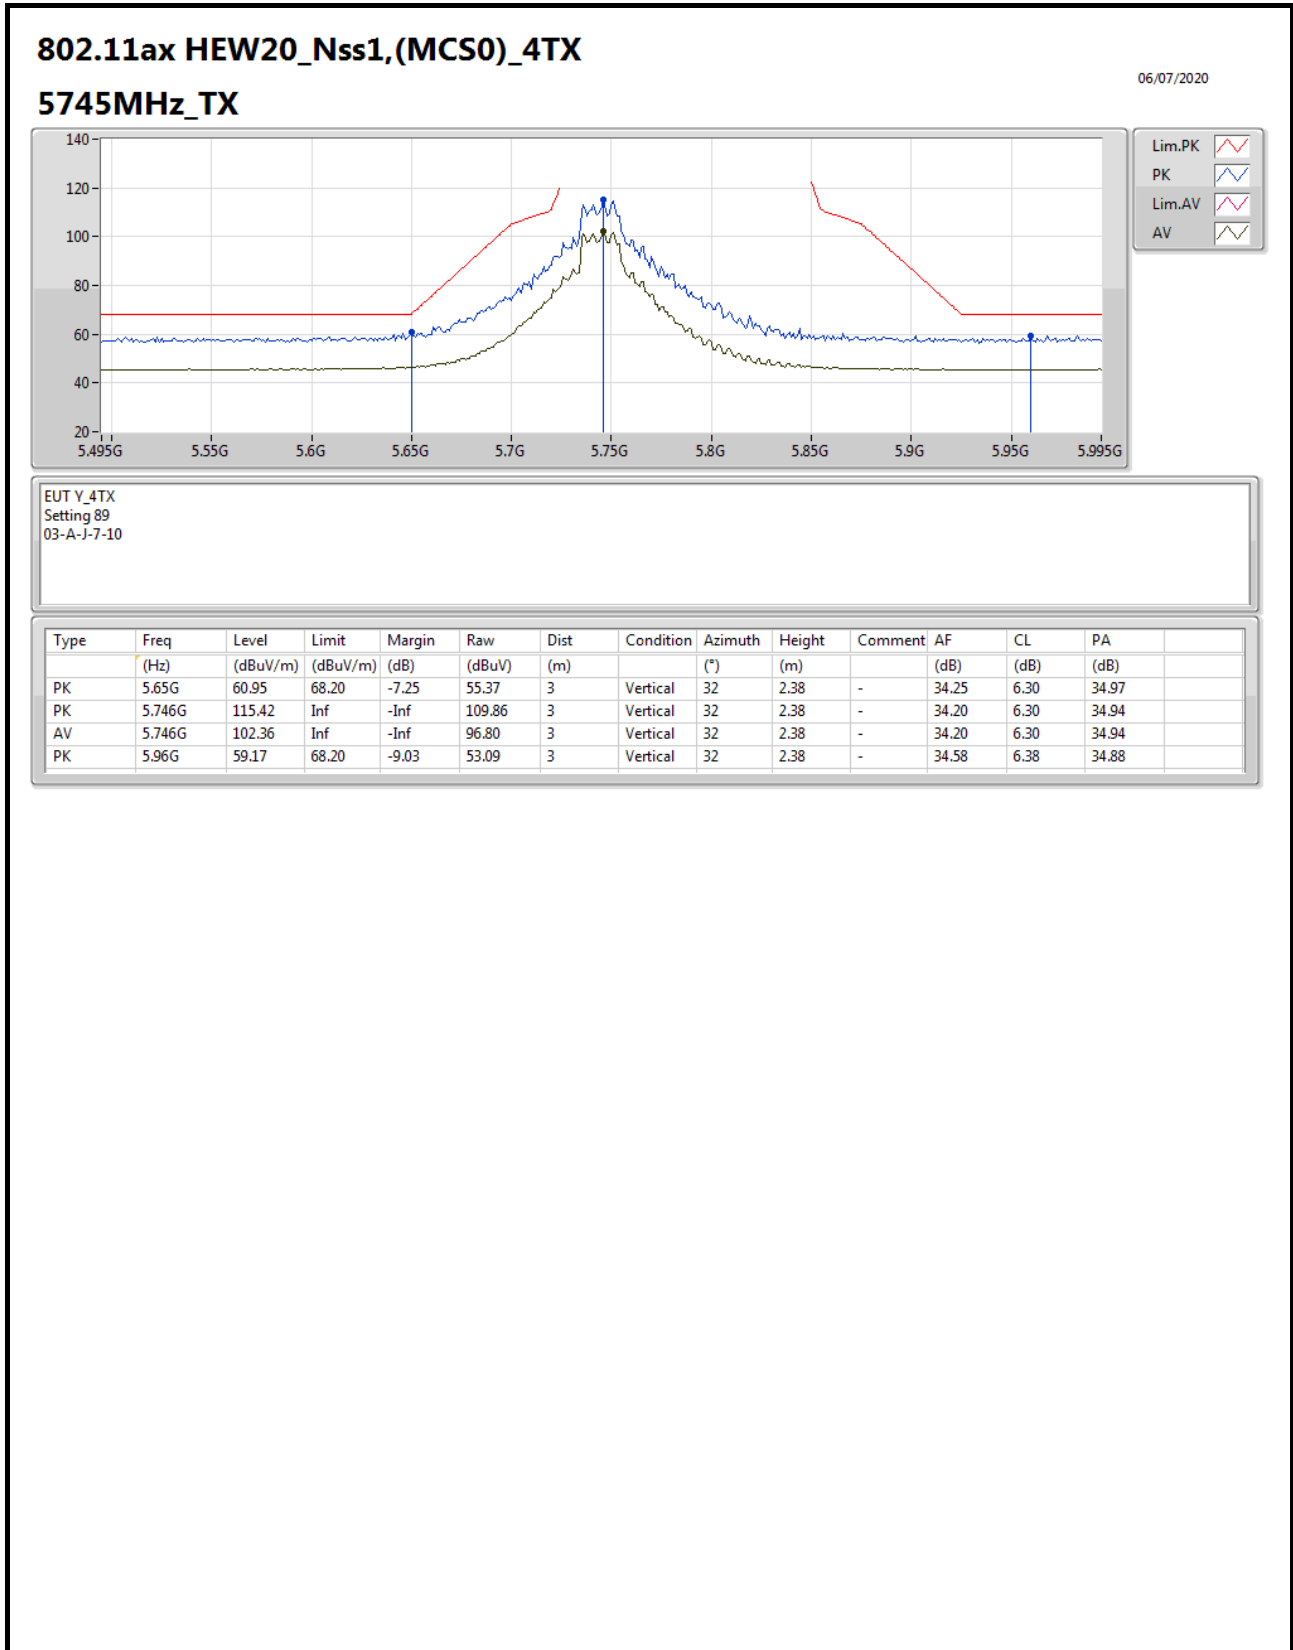 802.11ax HEW20_Nss1,(MCS0)_4TX
06/07/2020
5745MHz_TX
140
120
100
80
60
40
20
5.495G 5.55G 5.6G 5.65G 5.7G 5.75G 5.8G 5.85G 5.9G 5.95G 5.995G
Lim.PK
PK
Lim.AV
AV
EUT Y_4TX
Setting 89
03-A-J-7-10
Type Freq Level Limit Margin Raw Dist Condition Azimuth Height Comment AF CL PA
(Hz) (dBuV/m) (dBuV/m) (dB) (dBuV) (m) (°) (m) (dB) (dB) (dB)
PK 5.65G 60.95 68.20 -7.25 55.37 3 Vertical 32 2.38 - 34.25 6.30 34.97
PK 5.746G 115.42 Inf -Inf 109.86 3 Vertical 32 2.38 - 34.20 6.30 34.94
AV 5.746G 102.36 Inf -Inf 96.80 3 Vertical 32 2.38 - 34.20 6.30 34.94
PK 5.96G 59.17 68.20 -9.03 53.09 3 Vertical 32 2.38 - 34.58 6.38 34.88